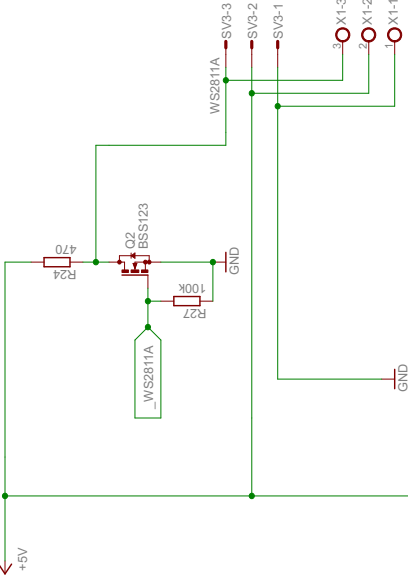 SV3-3
SV3-2
SV3-1
X1-3
X1-2
X1-1
3
2
1
WS2811A
470
R24
Q2
BSS123
100k
R27
GND
_WS2811A
GND
+5V